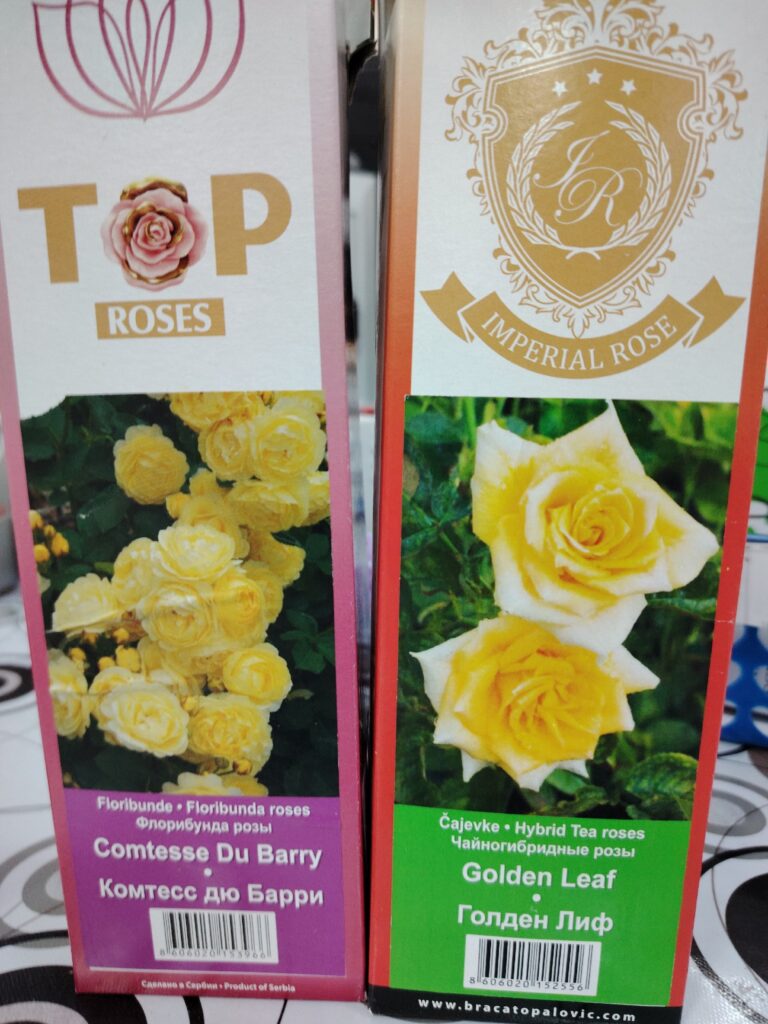 TOP
ROSES
Floribunde • Floribunda roses
Флорибунда розы
Comtesse Du Barry
•
Комтесс дю Барри
8 606020 153966
Сделано в Сарбии • Product of Serbia
JR
IMPERIAL ROSE
Čajevke • Hybrid Tea roses
Чайногибридные розы
Golden Leaf
•
Голден Лиф
8 606020 152556
www.bracatopalovic.com